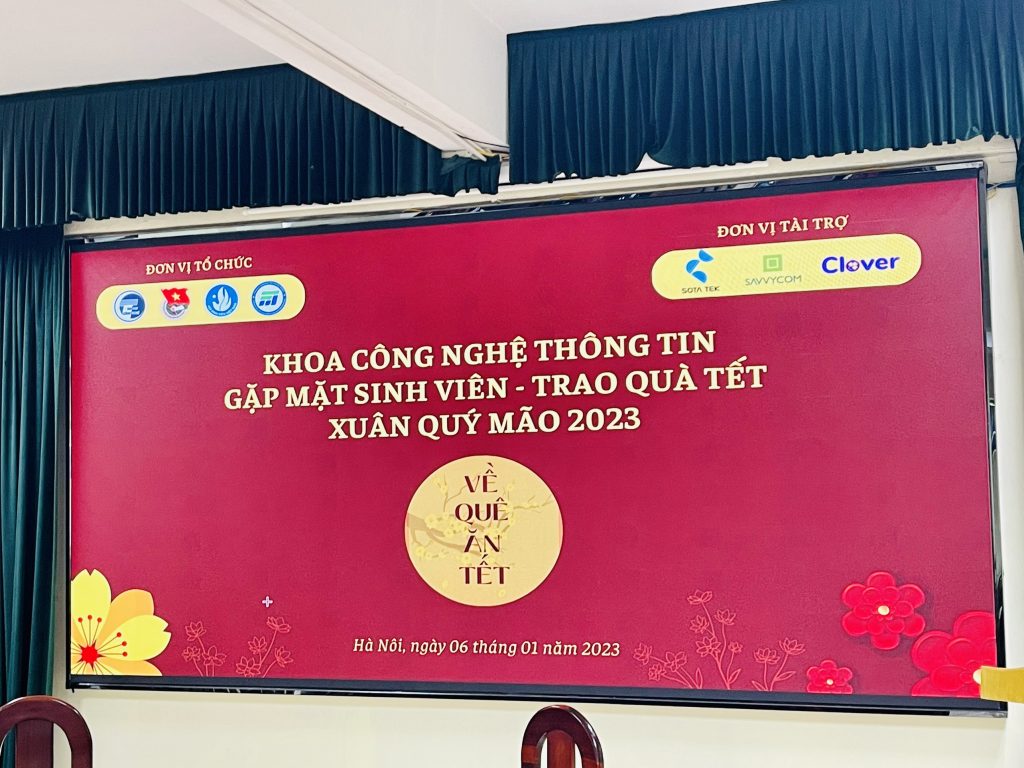 ĐƠN VỊ TỔ CHỨC
ĐƠN VỊ TÀI TRỢ
SOTA TEK
SAVVYCOM
Clover
KHOA CÔNG NGHỆ THÔNG TIN
GẶP MẶT SINH VIÊN - TRAO QUÀ TẾT
XUÂN QUÝ MÃO 2023
VỀ
QUÊ
ĂN
TẾT
Hà Nôi, ngày 06 tháng 01 năm 2023